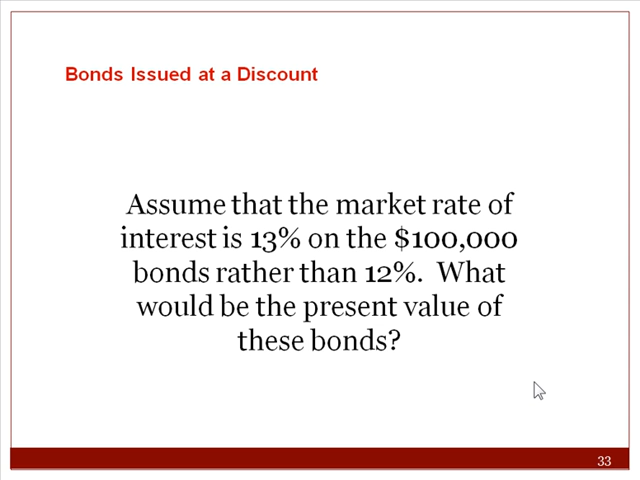 Bonds Issued at a Discount
Assume that the market rate of
interest is 13% on the $100,000
bonds rather than 12%.  What
would be the present value of
these bonds?
33